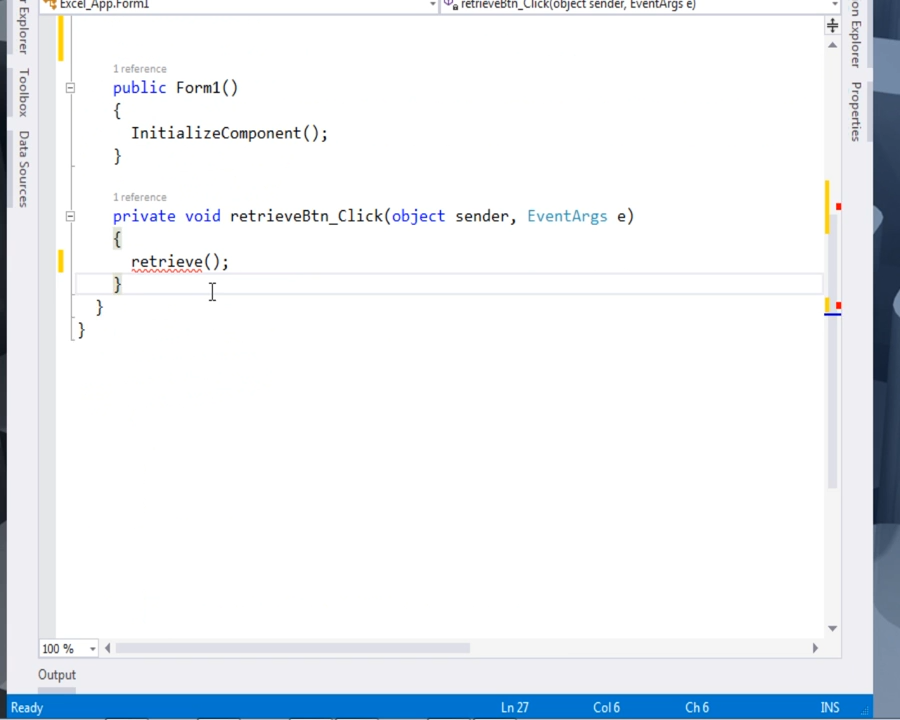 Excel_App.Form1
retrieveBtn_Click(object sender, EventArgs e)
Explorer
Toolbox
Data Sources
1 reference
public Form1()
{
InitializeComponent();
}
1 reference
private void retrieveBtn_Click(object sender, EventArgs e)
{
retrieve();
}
}
}
Explorer
Properties
100 %
Output
Ready
Ln 27
Col 6
Ch 6
INS